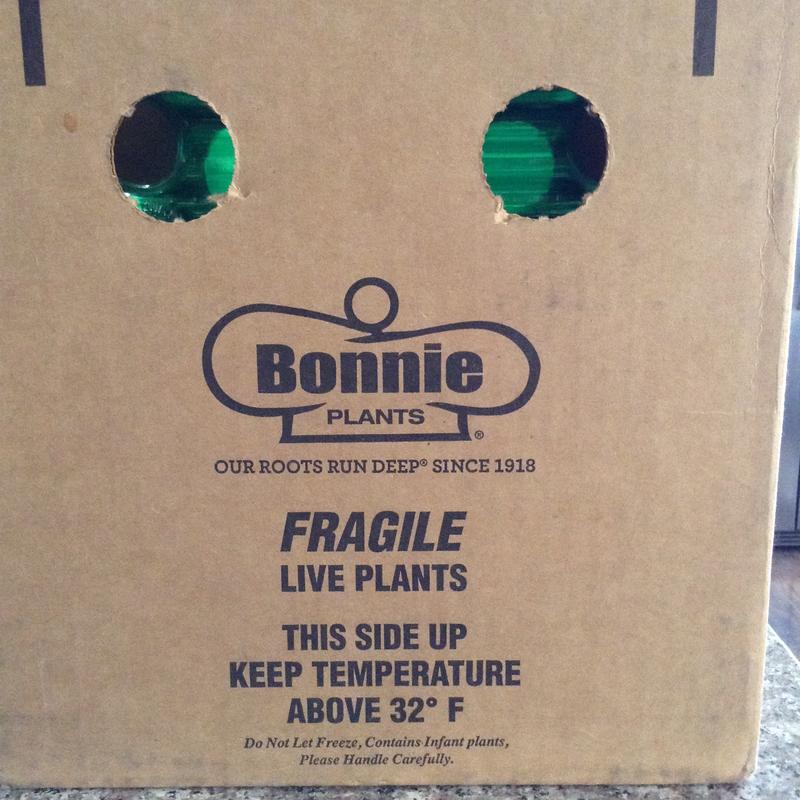 Bonnie
PLANTS ®
OUR ROOTS RUN DEEP® SINCE 1918
FRAGILE
LIVE PLANTS
THIS SIDE UP
KEEP TEMPERATURE
ABOVE 32° F
Do Not Let Freeze, Contains Infant plants,
Please Handle Carefully.